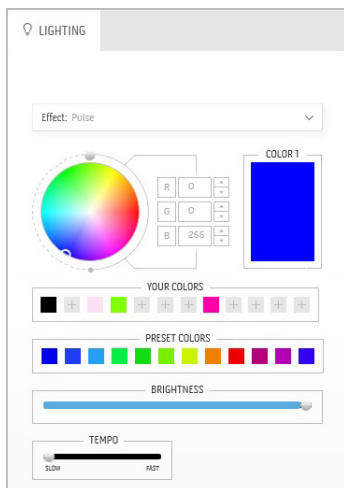 LIGHTING
Effect: Pulse
COLOR 1
R 0
G 0
B 255
YOUR COLORS
PRESET COLORS
BRIGHTNESS
TEMPO
SLOW FAST